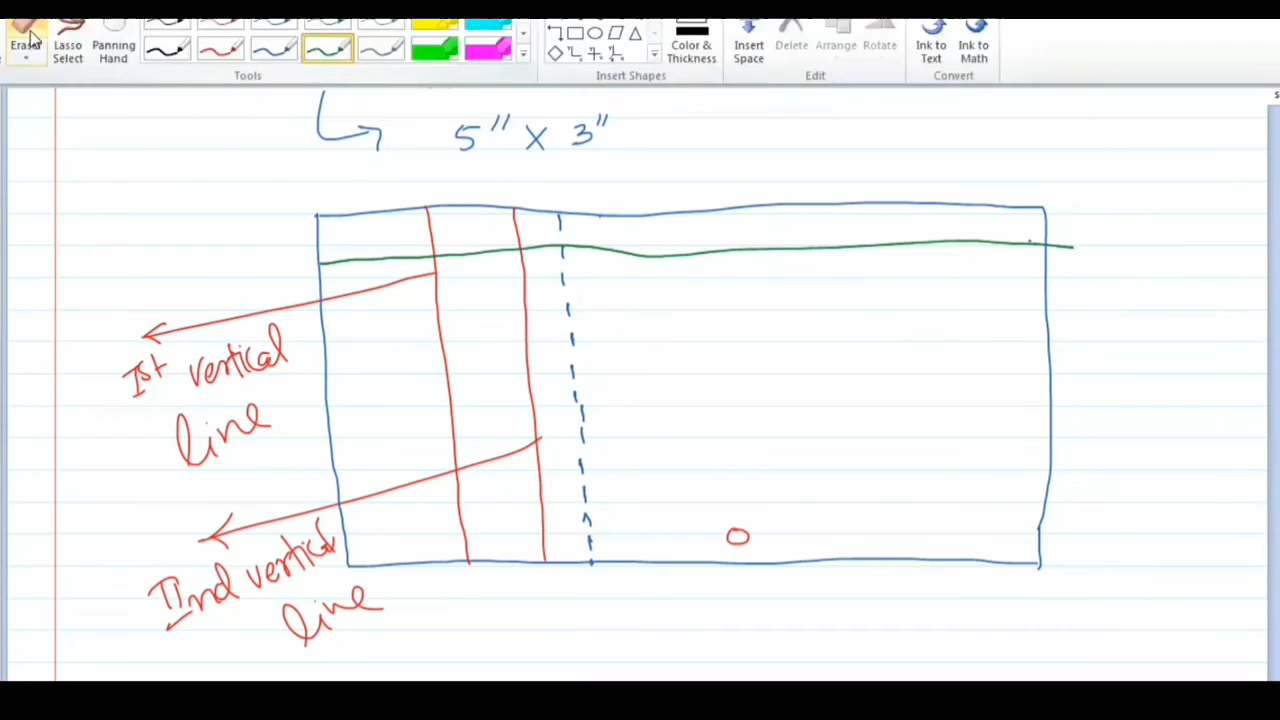 Eraser
Lasso
Select
Panning
Hand
Tools
Insert Shapes
Color &
Thickness
Insert
Space
Delete
Arrange
Rotate
Edit
Ink to
Text
Ink to
Math
Convert
5" X 3"
Ist vertical
line
IInd vertical
line